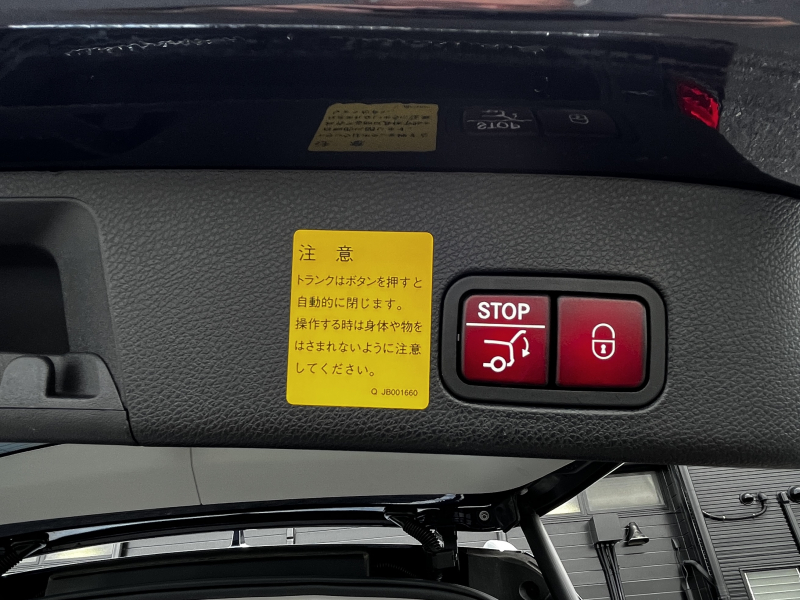 注 意
トランクはボタンを押すと
自動的に閉じます。
操作する時は身体や物を
はさまれないように注意
してください。
Q JB001660
STOP
STOP